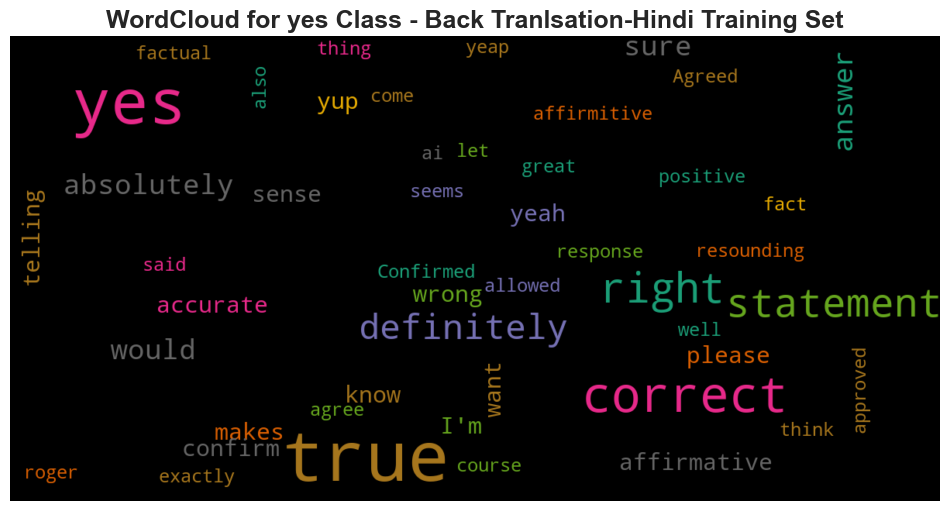 WordCloud for yes Class - Back Tranlsation-Hindi Training Set
factual
thing
yeap
sure
Agreed
yes
also
yup
come
affirmitive
answer
ai
let
great
positive
absolutely
sense
seems
yeah
fact
telling
said
response
resounding
Confirmed
allowed
accurate
wrong
right
statement
definitely
well
would
please
know
want
correct
approved
agree
I'm
think
makes
confirm
true
course
affirmative
roger
exactly